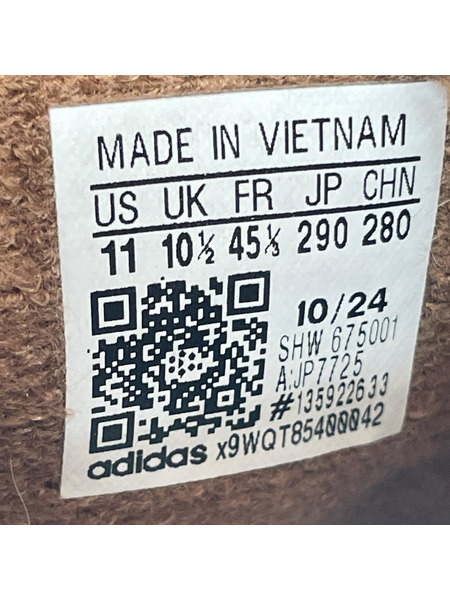 MADE IN VIETNAM
US UK FR JP CHN
11 10½ 45⅓ 290 280
10/24
SHW 675001
A:JP7725
#135922633
adidas x9WQT85400042